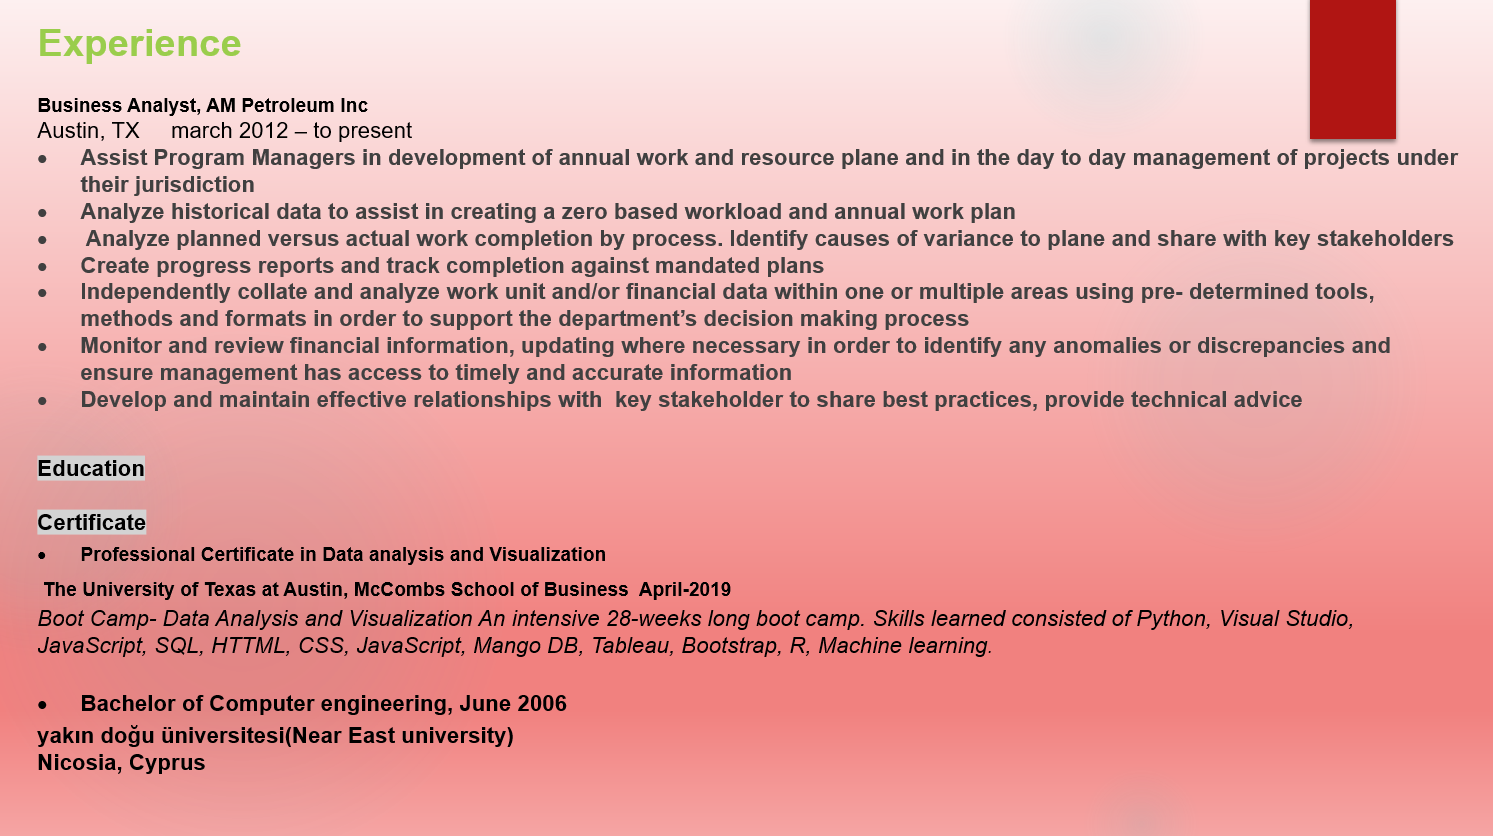 Experience
Business Analyst, AM Petroleum Inc
Austin, TX march 2012 – to present
• Assist Program Managers in development of annual work and resource plane and in the day to day management of projects under
their jurisdiction
• Analyze historical data to assist in creating a zero based workload and annual work plan
• Analyze planned versus actual work completion by process. Identify causes of variance to plane and share with key stakeholders
• Create progress reports and track completion against mandated plans
• Independently collate and analyze work unit and/or financial data within one or multiple areas using pre- determined tools,
methods and formats in order to support the department’s decision making process
• Monitor and review financial information, updating where necessary in order to identify any anomalies or discrepancies and
ensure management has access to timely and accurate information
• Develop and maintain effective relationships with key stakeholder to share best practices, provide technical advice
Education
Certificate
• Professional Certificate in Data analysis and Visualization
The University of Texas at Austin, McCombs School of Business April-2019
Boot Camp- Data Analysis and Visualization An intensive 28-weeks long boot camp. Skills learned consisted of Python, Visual Studio,
JavaScript, SQL, HTTML, CSS, JavaScript, Mango DB, Tableau, Bootstrap, R, Machine learning.
• Bachelor of Computer engineering, June 2006
yakın doğu üniversitesi(Near East university)
Nicosia, Cyprus